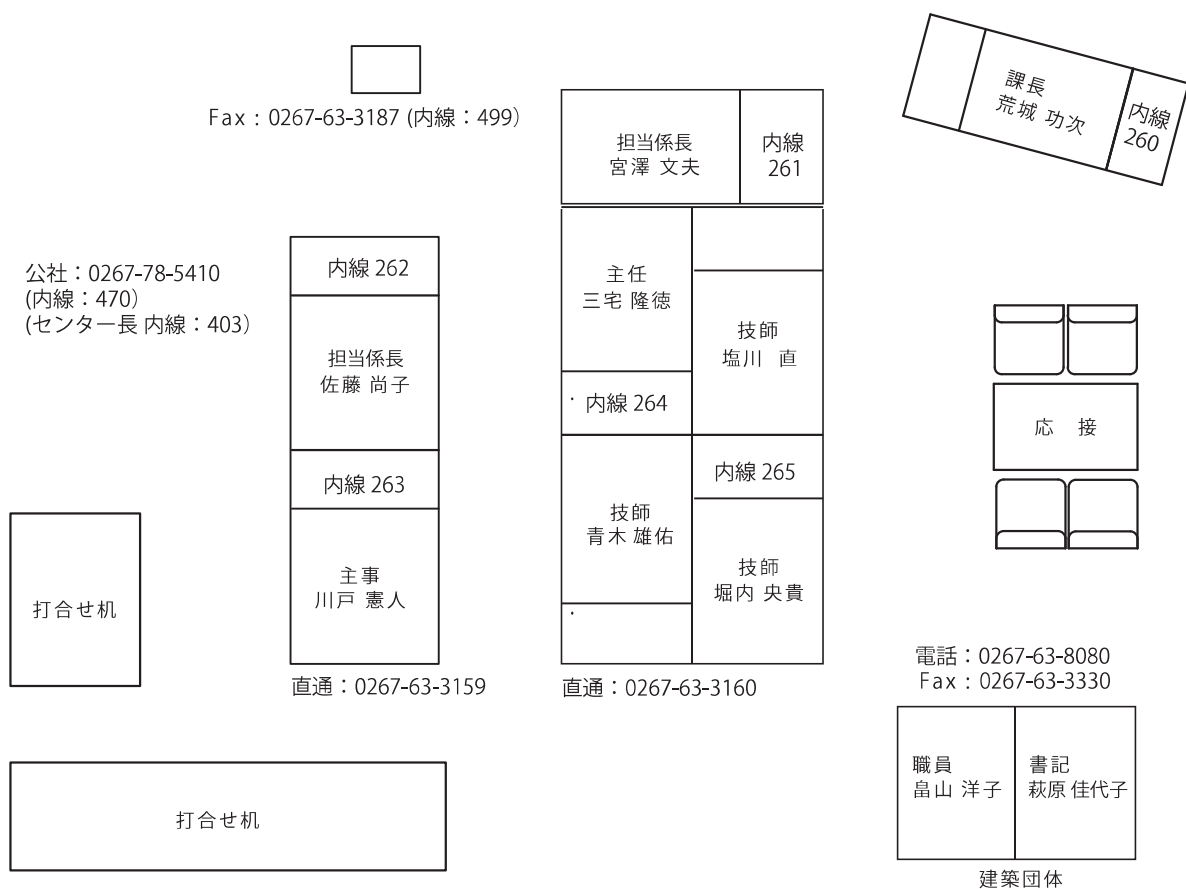 Fax：0267-63-3187 (内線：499）
課長
荒城 功次
内線
260
担当係長
宮澤 文夫
内線
261
公社：0267-78-5410
(内線：470）
(センター長 内線：403）
内線 262
担当係長
佐藤 尚子
内線 263
主事
川戸 憲人
直通：0267-63-3159
主任
三宅 隆徳
内線 264
技師
塩川 直
技師
青木 雄佑
内線 265
技師
堀内 央貴
直通：0267-63-3160
応 接
打合せ机
打合せ机
電話：0267-63-8080
Fax：0267-63-3330
職員
畠山 洋子
書記
萩原 佳代子
建築団体